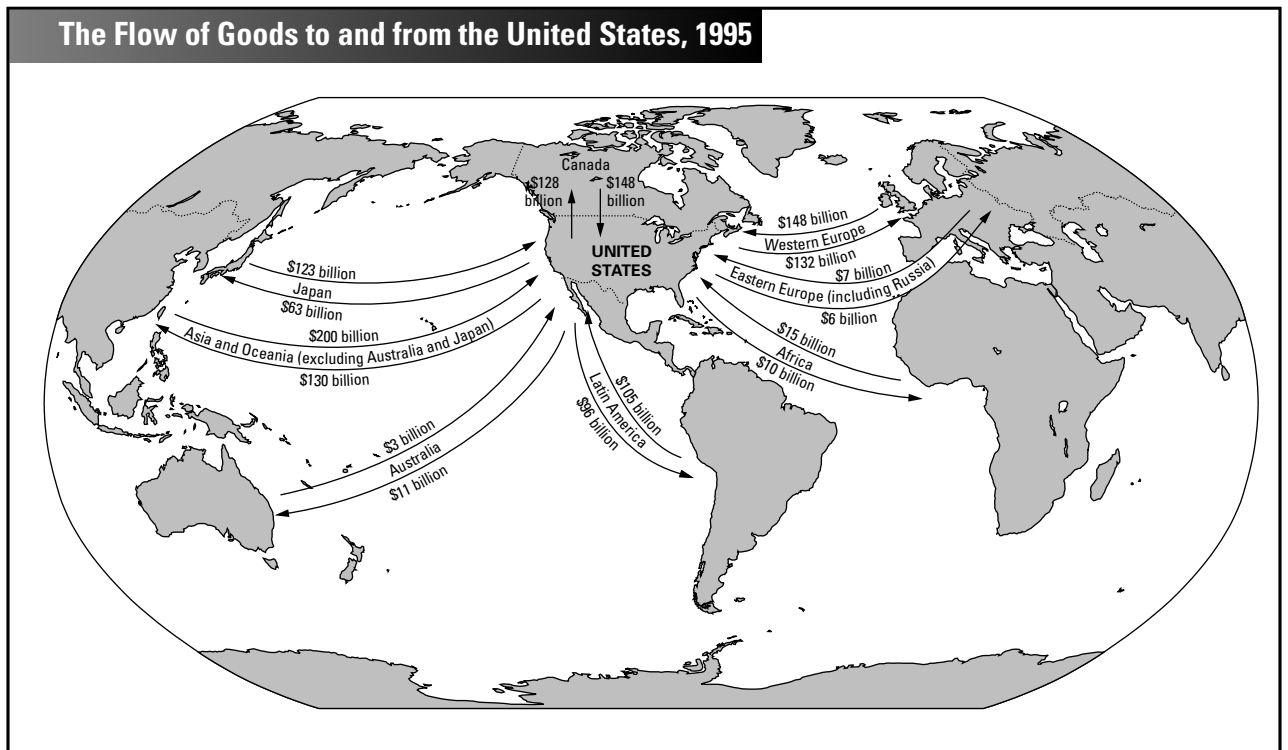 The Flow of Goods to and from the United States, 1995
Canada
$128
billion
$148
billion
UNITED
STATES
$148 billion
Western Europe
$132 billion
$7 billion
Eastern Europe (including Russia)
$6 billion
$15 billion
Africa
$10 billion
$123 billion
Japan
$63 billion
$200 billion
Asia and Oceania (excluding Australia and Japan)
$130 billion
$3 billion
Australia
$11 billion
$105 billion
Latin America
$96 billion